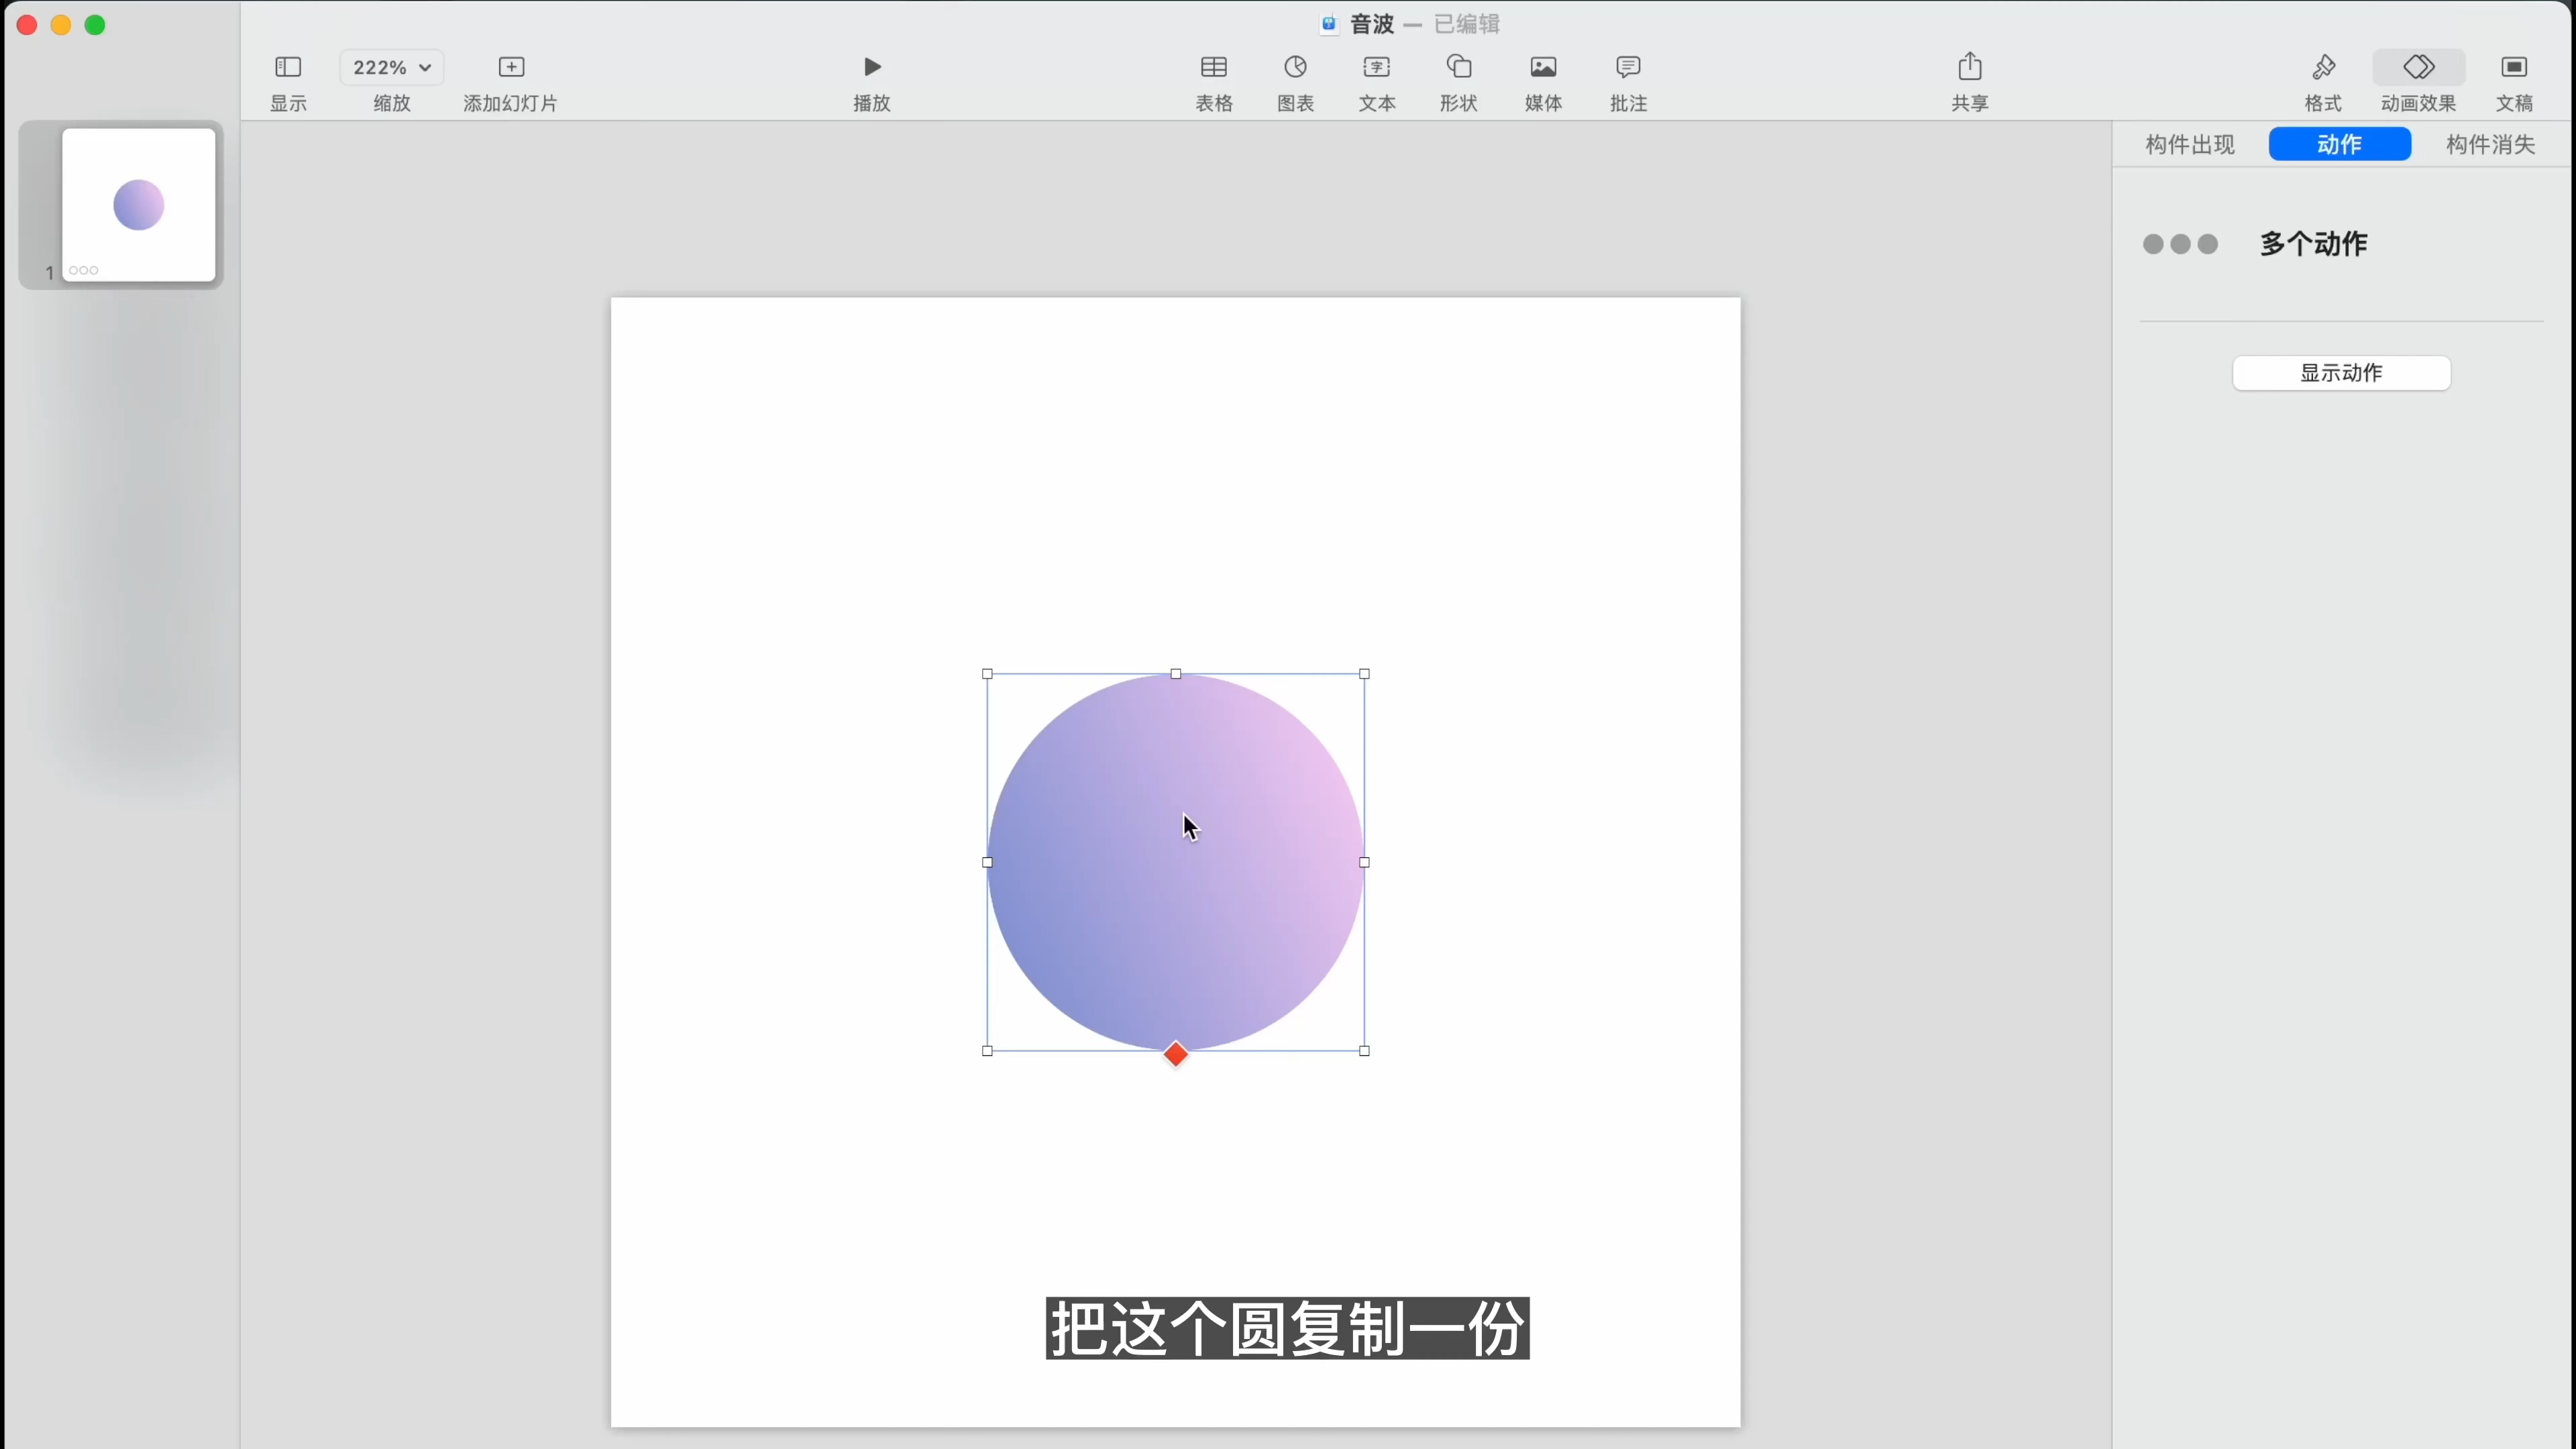 音波 — 已编辑
222%
显示 缩放 添加幻灯片 播放 表格 图表 文本 形状 媒体 批注 共享 格式 动画效果 文稿
构件出现 动作 构件消失
多个动作
显示动作
1
把这个圆复制一份